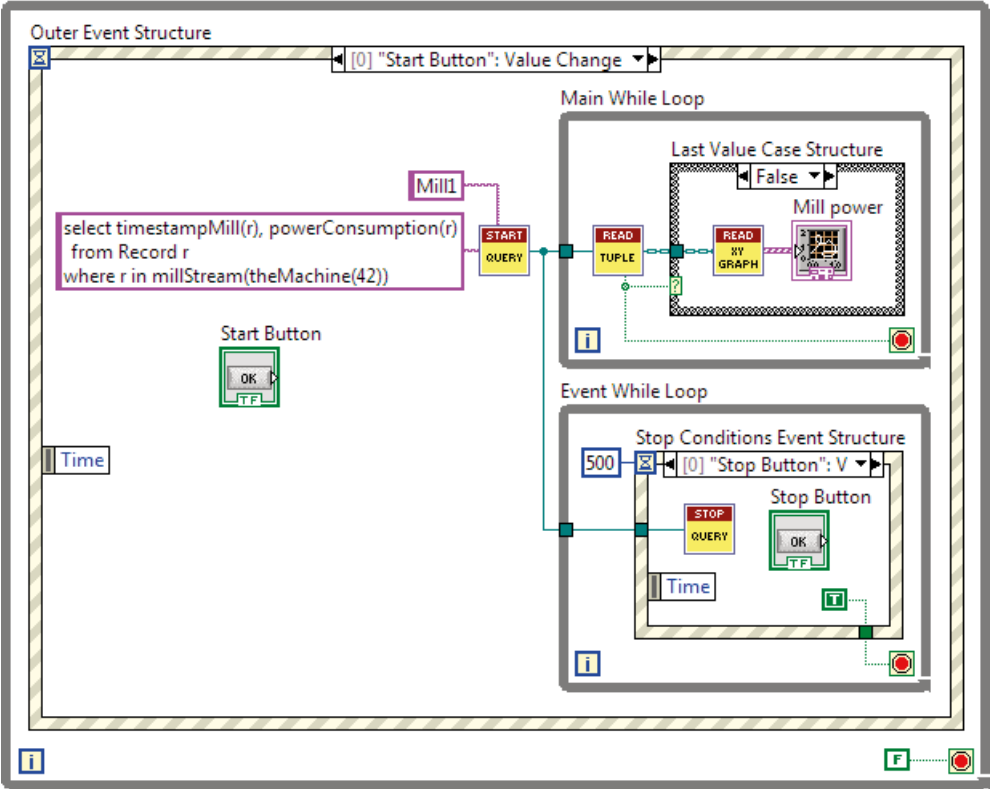 Outer Event Structure
[0] "Start Button": Value Change
Main While Loop
Last Value Case Structure
False
Mill power
Mill1
select timestampMill(r), powerConsumption(r)
from Record r
where r in millStream(theMachine(42))
START
QUERY
READ
TUPLE
READ
XY
GRAPH
?
i
Start Button
OK
TF
Time
Event While Loop
Stop Conditions Event Structure
500
[0] "Stop Button": V
Stop Button
STOP
QUERY
OK
TF
Time
T
i
i
F